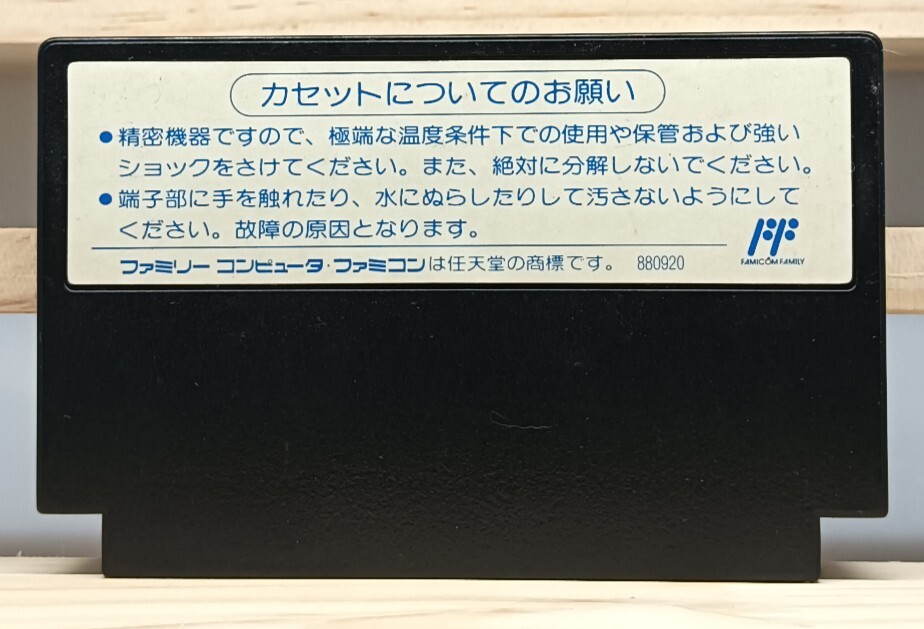 カセットについてのお願い
●精密機器ですので、極端な温度条件下での使用や保管および強い
ショックをさけてください。また、絶対に分解しないでください。
●端子部に手を触れたり、水にぬらしたりして汚さないようにして
ください。故障の原因となります。
ファミリーコンピュータ・ファミコンは任天堂の商標です。 880920
FAMICOM FAMILY